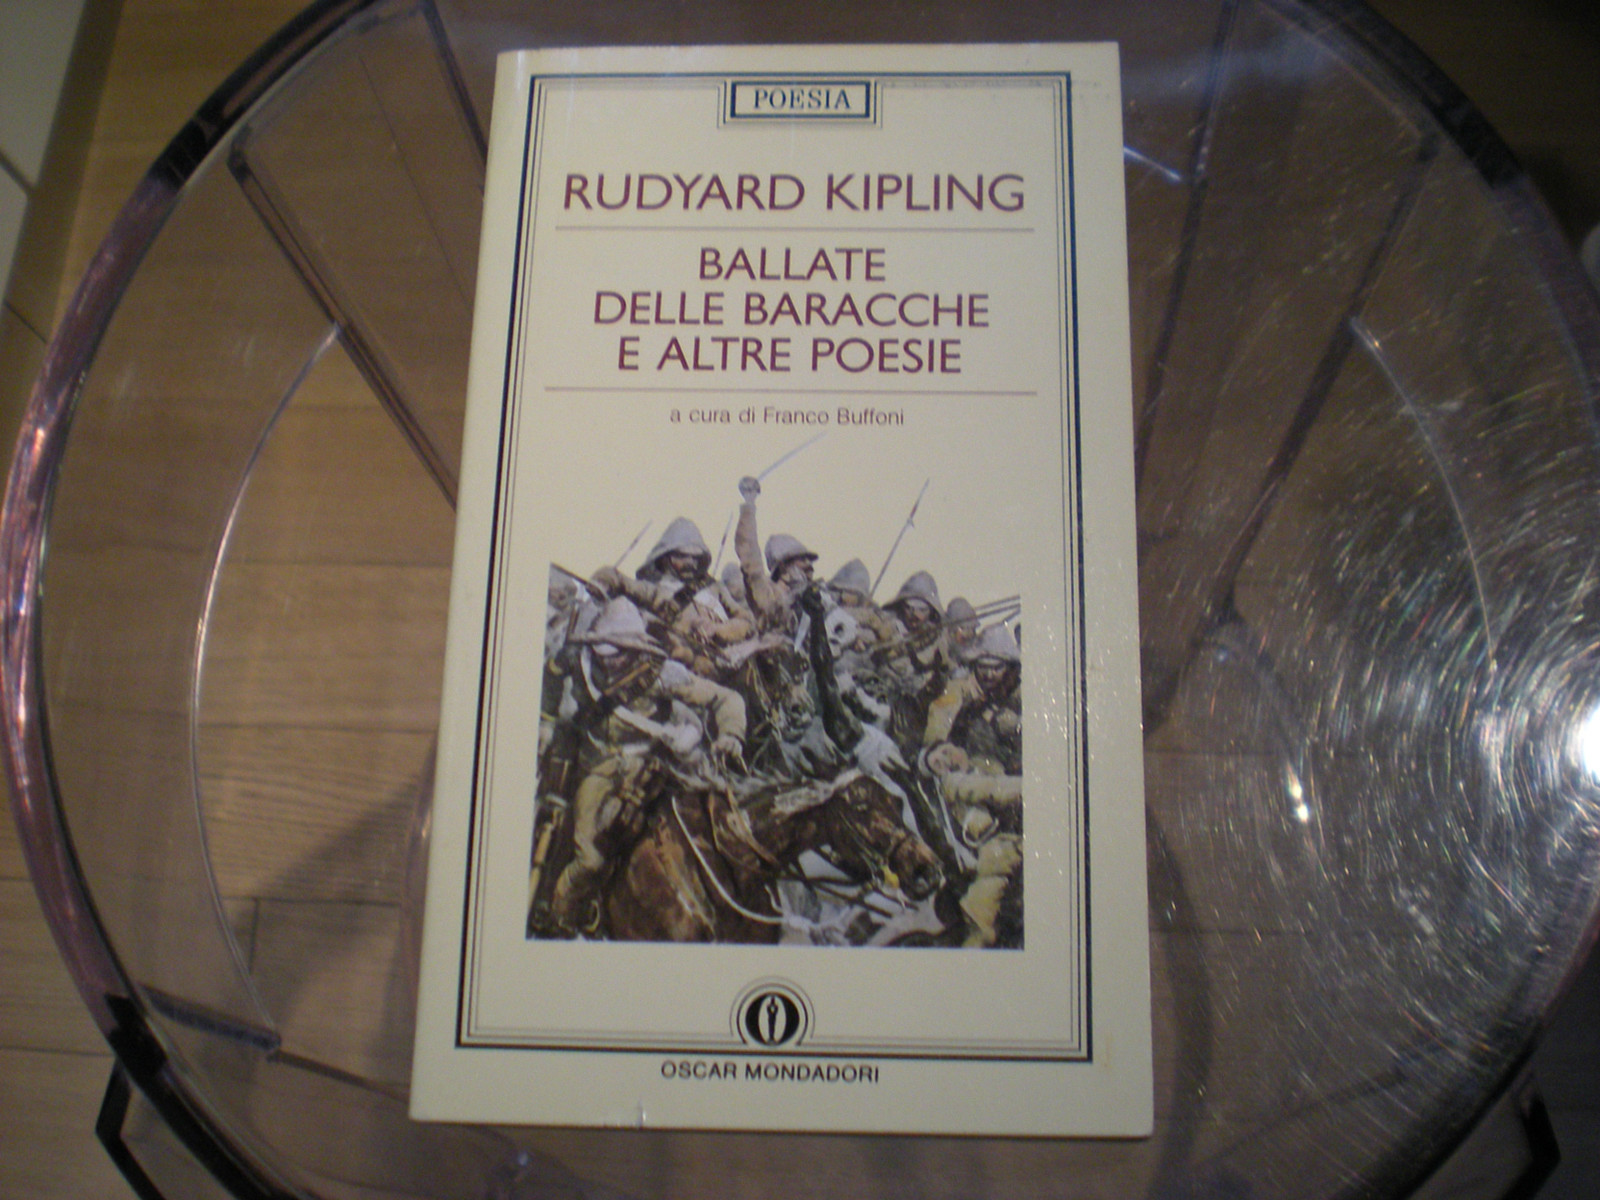 POESIA
RUDYARD KIPLING
BALLATE
DELLE BARACCHE
E ALTRE POESIE
a cura di Franco Buffoni
OSCAR MONDADORI